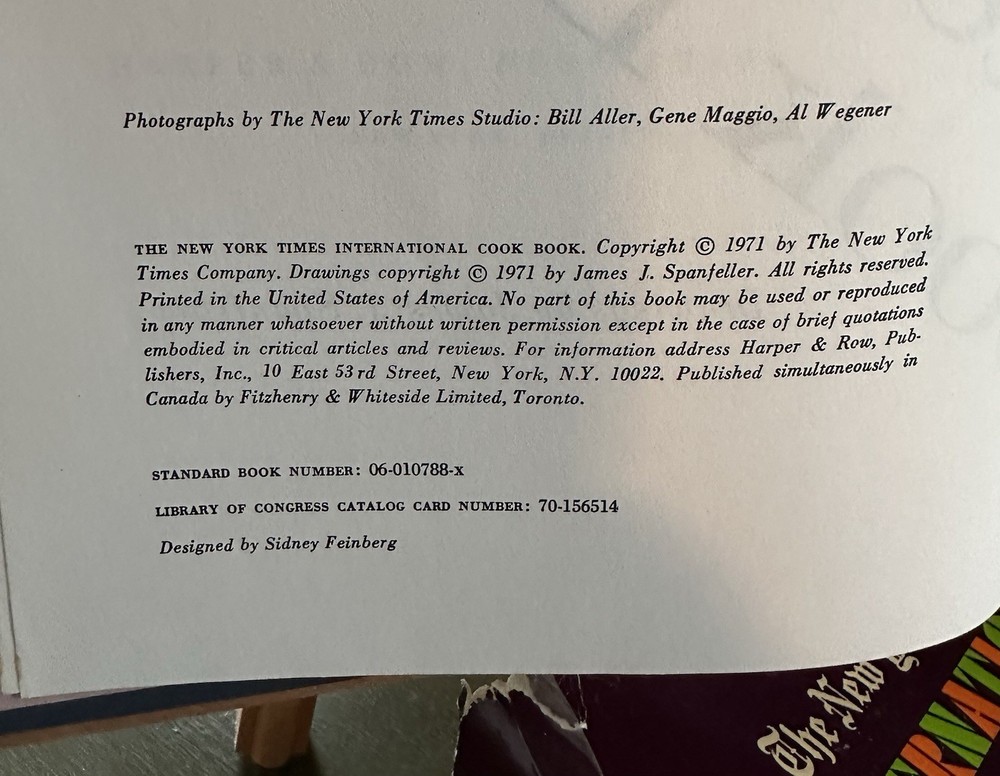 Photographs by The New York Times Studio: Bill Aller, Gene Maggio, Al Wegener
THE NEW YORK TIMES INTERNATIONAL COOK BOOK. Copyright © 1971 by The New York
Times Company. Drawings copyright © 1971 by James J. Spanfeller. All rights reserved.
Printed in the United States of America. No part of this book may be used or reproduced
in any manner whatsoever without written permission except in the case of brief quotations
embodied in critical articles and reviews. For information address Harper & Row, Pub-
lishers, Inc., 10 East 53rd Street, New York, N.Y. 10022. Published simultaneously in
Canada by Fitzhenry & Whiteside Limited, Toronto.
STANDARD BOOK NUMBER: 06-010788-x
LIBRARY OF CONGRESS CATALOG CARD NUMBER: 70-156514
Designed by Sidney Feinberg
The New